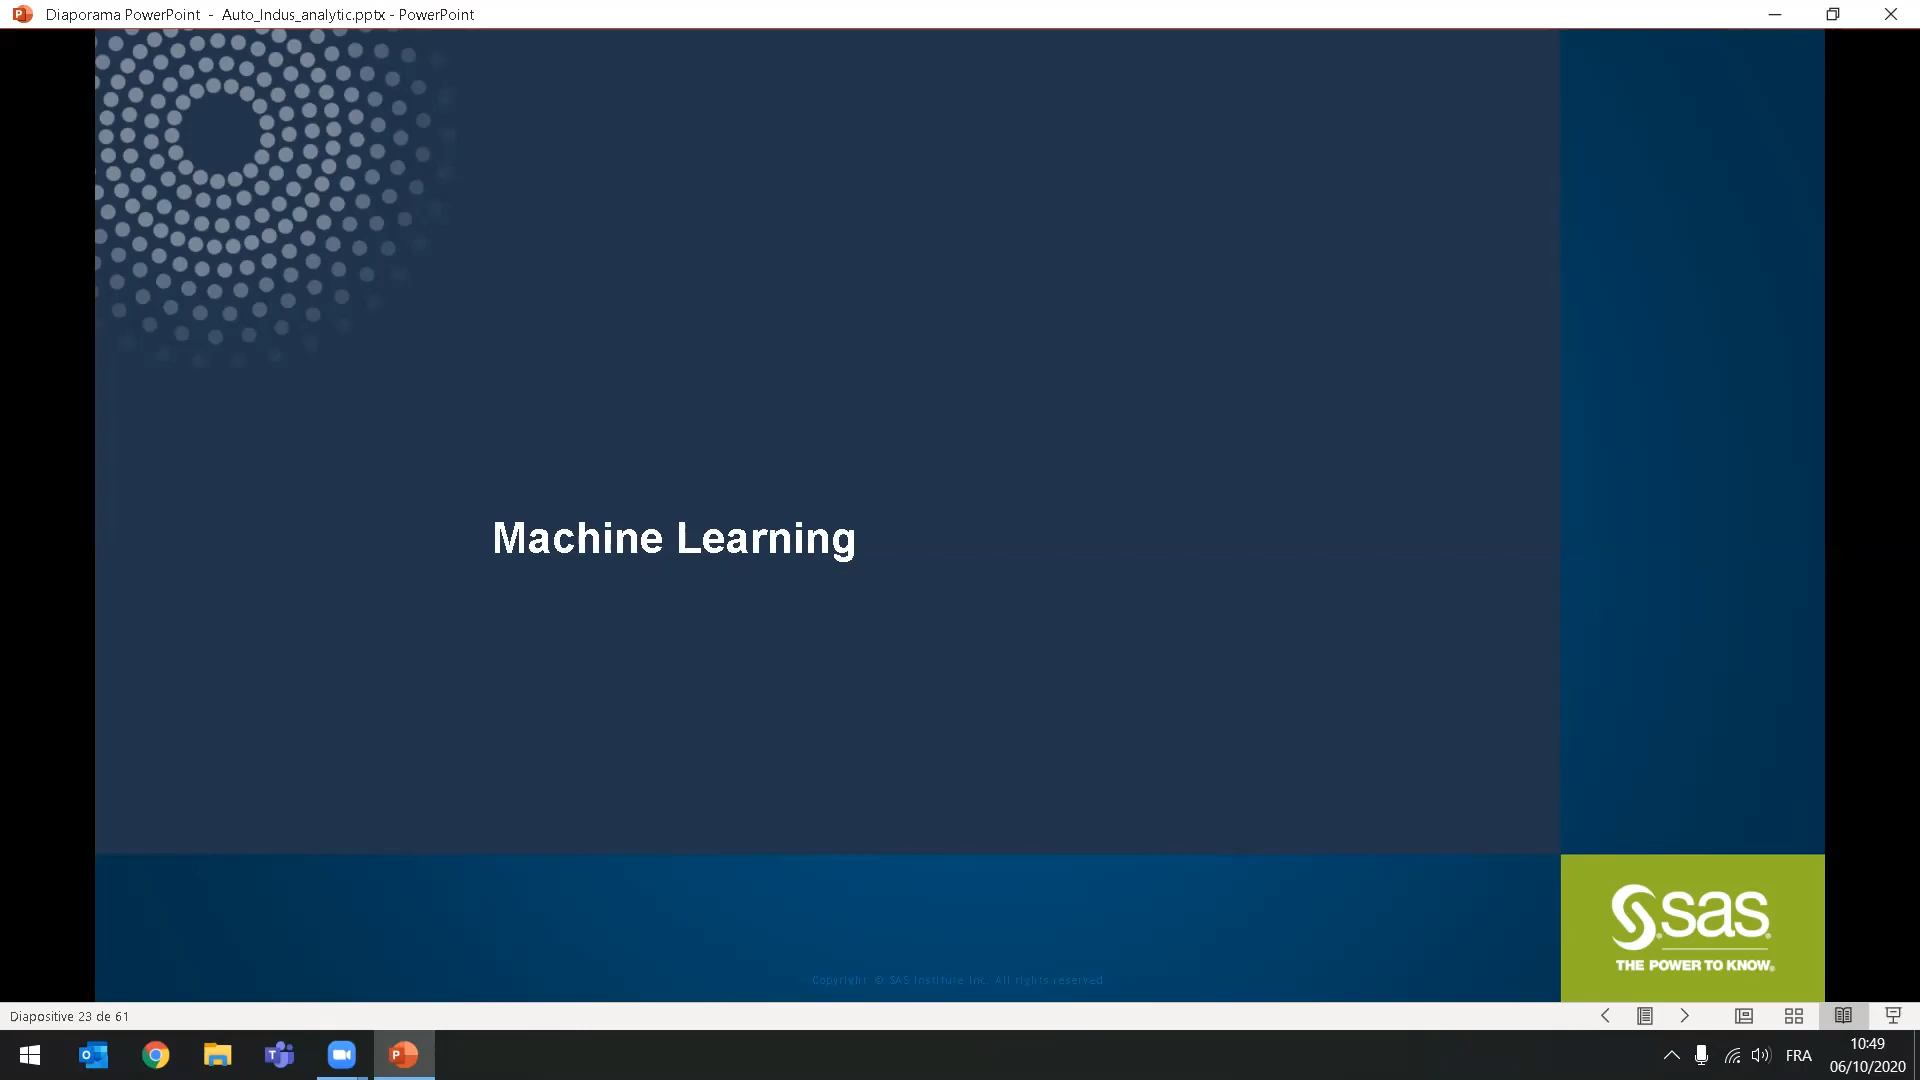 Diaporama PowerPoint - Auto_Indus_analytic.pptx - PowerPoint
Machine Learning
sas
THE POWER TO KNOW.
Copyright © SAS Institute Inc. All rights reserved.
Diapositive 23 de 61
FRA
10:49
06/10/2020